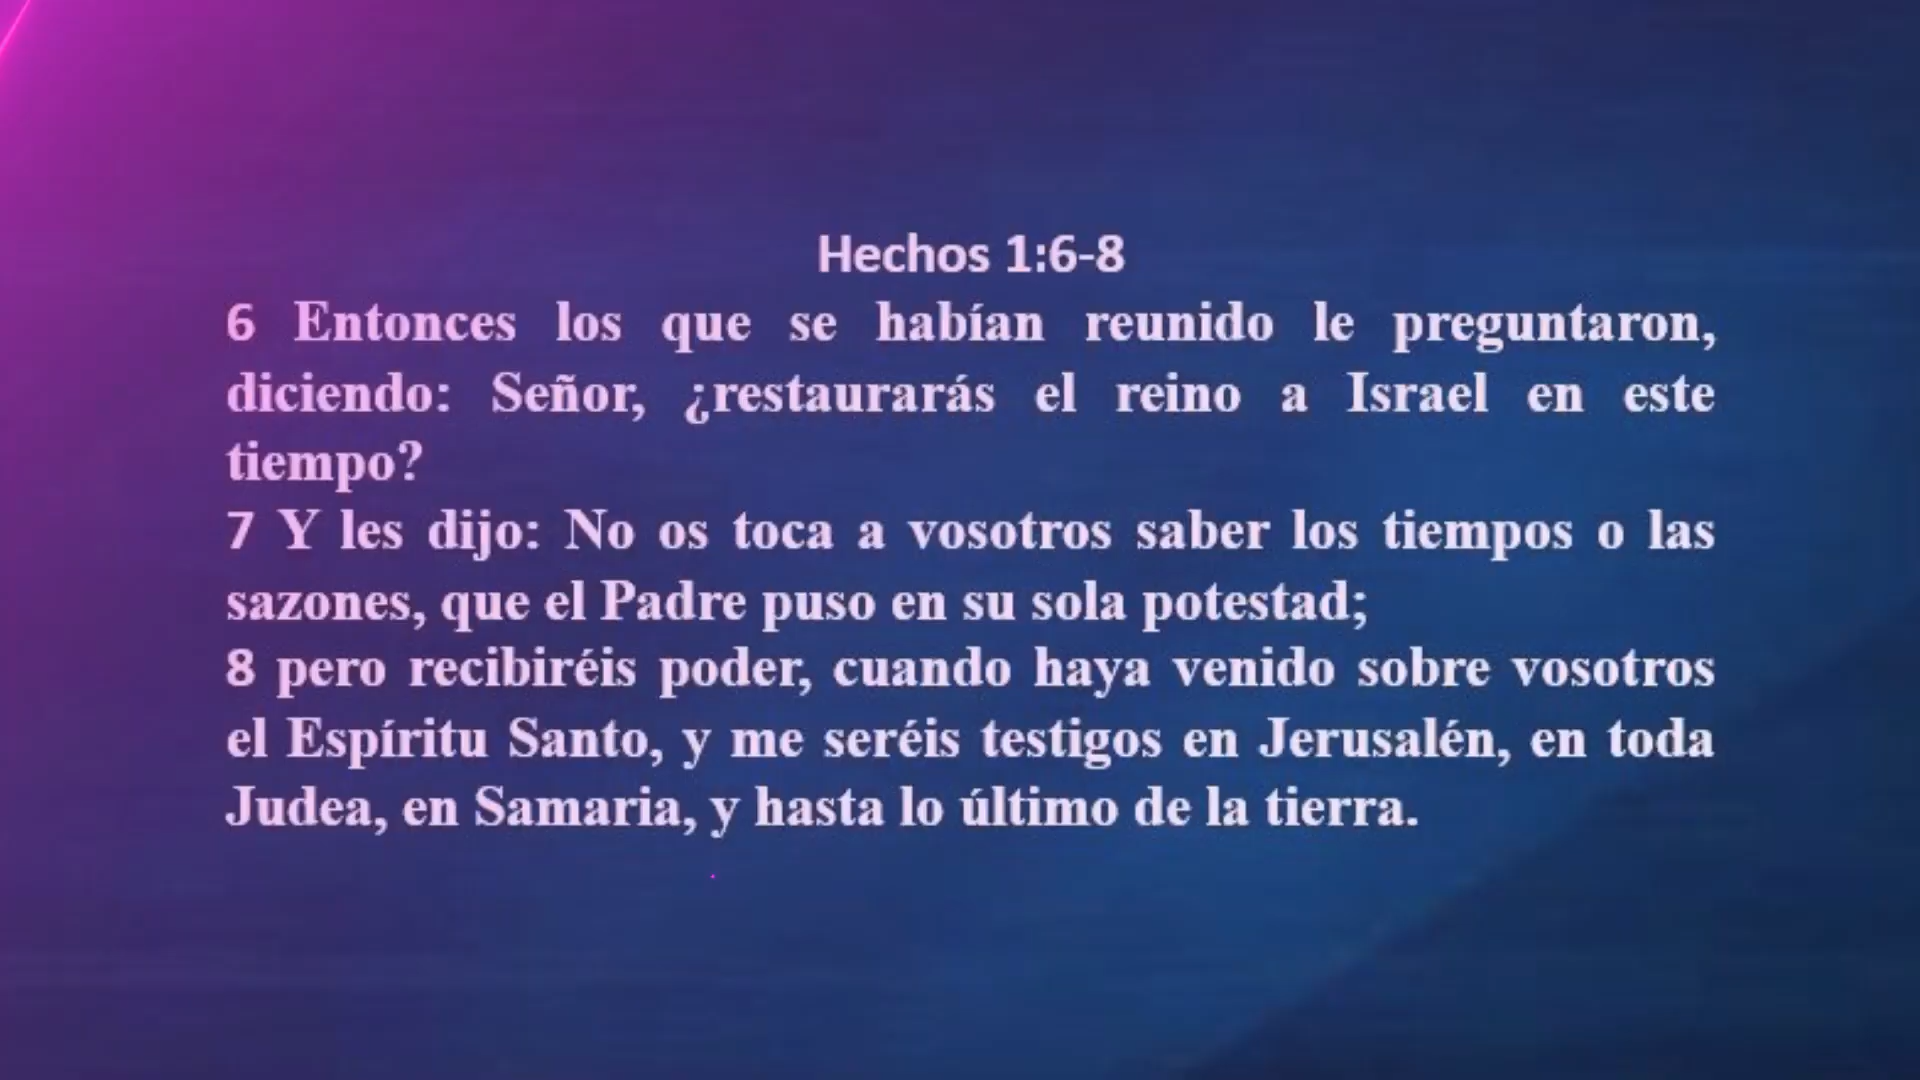 Hechos 1:6-8
6 Entonces los que se habían reunido le preguntaron,
diciendo: Señor, ¿restaurarás el reino a Israel en este
tiempo?
7 Y les dijo: No os toca a vosotros saber los tiempos o las
sazones, que el Padre puso en su sola potestad;
8 pero recibiréis poder, cuando haya venido sobre vosotros
el Espíritu Santo, y me seréis testigos en Jerusalén, en toda
Judea, en Samaria, y hasta lo último de la tierra.